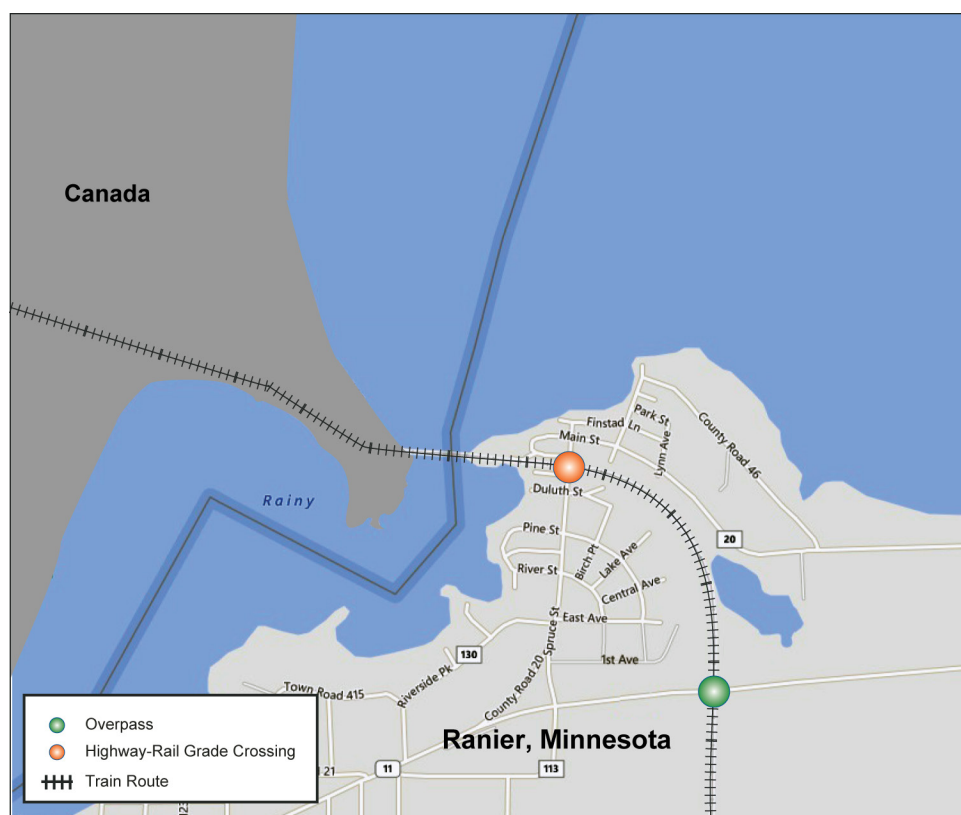 Canada
Park St
Finstad Ln
Main St
County Road 46
Lynn Ave
Rainy
Duluth St
20
Pine St
Birch Pt
Lake Ave
River St
Central Ave
East Ave
Spruce St
130
1st Ave
Riverside Pk
County Road 20
Town Road 415
Ranier, Minnesota
11
113
21
Overpass
Highway-Rail Grade Crossing
Train Route